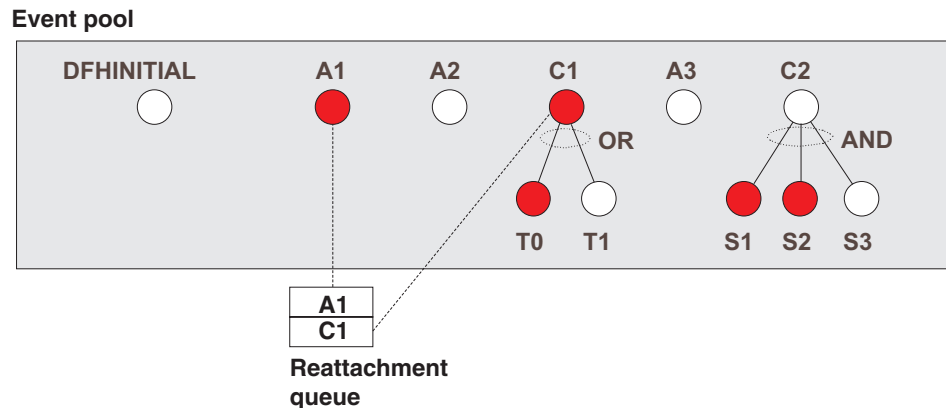 Event pool
DFHINITIAL A1 A2 C1 A3 C2
OR AND
T0 T1 S1 S2 S3
A1
C1
Reattachment
queue